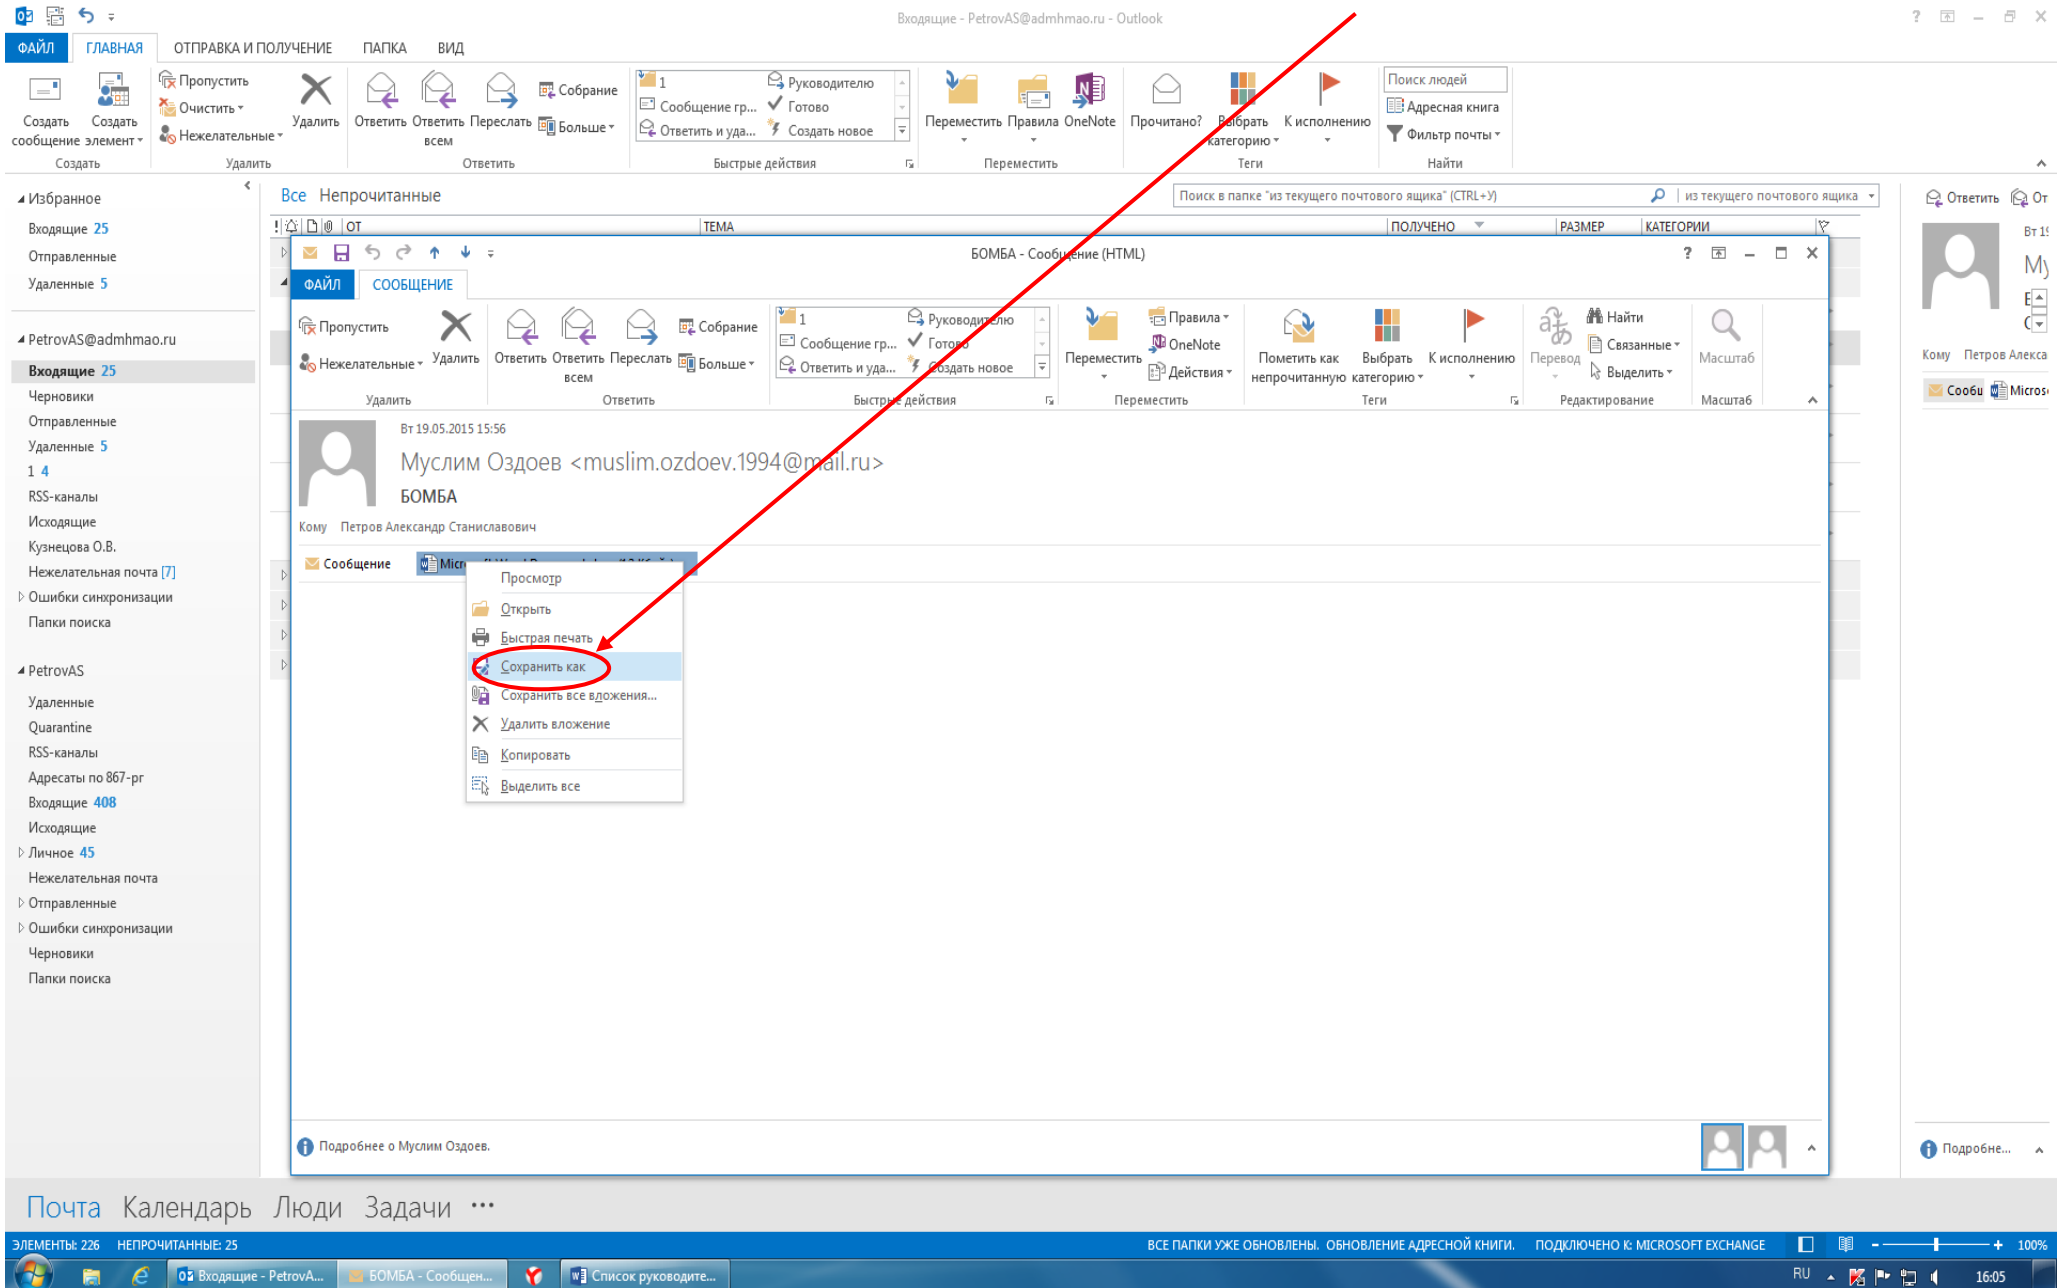 Входящие - PetrovAS@admhmao.ru - Outlook
ФАЙЛ ГЛАВНАЯ ОТПРАВКА И ПОЛУЧЕНИЕ ПАПКА ВИД
Создать сообщение
Создать элемент
Создать
Пропустить
Очистить
Нежелательные
Удалить
Удалить
Ответить
Ответить всем
Переслать
Собрание
Больше
Ответить
1
Сообщение гр...
Ответить и уда...
Руководителю
Готово
Создать новое
Быстрые действия
Переместить
Правила
OneNote
Переместить
Прочитано?
Выбрать категорию
К исполнению
Теги
Поиск людей
Адресная книга
Фильтр почты
Найти
Избранное
Входящие 25
Отправленные
Удаленные 5
PetrovAS@admhmao.ru
Входящие 25
Черновики
Отправленные
Удаленные 5
1 4
RSS-каналы
Исходящие
Кузнецова О.В.
Нежелательная почта [7]
Ошибки синхронизации
Папки поиска
PetrovAS
Удаленные
Quarantine
RSS-каналы
Адресаты по 867-рг
Входящие 408
Исходящие
Личное 45
Нежелательная почта
Отправленные
Ошибки синхронизации
Черновики
Папки поиска
Все Непрочитанные
Поиск в папке "из текущего почтового ящика" (CTRL+У)
из текущего почтового ящика
ОТ ТЕМА ПОЛУЧЕНО РАЗМЕР КАТЕГОРИИ
БОМБА - Сообщение (HTML)
ФАЙЛ СООБЩЕНИЕ
Пропустить
Нежелательные
Удалить
Удалить
Ответить
Ответить всем
Переслать
Собрание
Больше
Ответить
1
Сообщение гр...
Ответить и уда...
Руководителю
Готово
Создать новое
Быстрые действия
Переместить
Правила
OneNote
Действия
Переместить
Пометить как непрочитанную
Выбрать категорию
К исполнению
Теги
Перевод
Найти
Связанные
Выделить
Редактирование
Масштаб
Масштаб
Вт 19.05.2015 15:56
Муслим Оздоев <muslim.ozdoev.1994@mail.ru>
БОМБА
Кому Петров Александр Станиславович
Сообщение
Просмотр
Открыть
Быстрая печать
Сохранить как
Сохранить все вложения...
Удалить вложение
Копировать
Выделить все
Подробнее о Муслим Оздоев.
Ответить От
Вт 19
Му
Кому Петров Алекса
Сообщ Micros
Подробне...
Почта Календарь Люди Задачи ···
ЭЛЕМЕНТЫ: 226 НЕПРОЧИТАННЫЕ: 25
ВСЕ ПАПКИ УЖЕ ОБНОВЛЕНЫ. ОБНОВЛЕНИЕ АДРЕСНОЙ КНИГИ. ПОДКЛЮЧЕНО К: MICROSOFT EXCHANGE 100%
Входящие - PetrovA...
БОМБА - Сообщен...
Список руководите...
RU 16:05